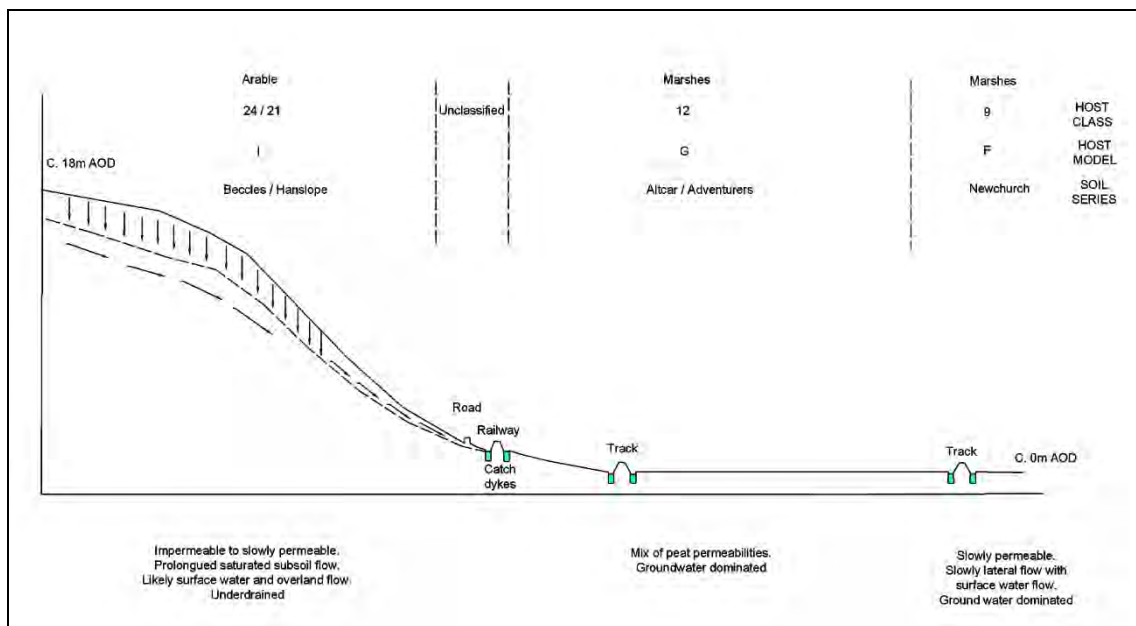 Arable
Marshes
Marshes
24 / 21
Unclassified
12
9
HOST
CLASS
I
G
F
HOST
MODEL
C. 18m AOD
Beccles / Hanslope
Altcar / Adventurers
Newchurch
SOIL
SERIES
Road
Railway
Track
Track
C. 0m AOD
Catch
dykes
Impermeable to slowly permeable.
Prolongued saturated subsoil flow.
Likely surface water and overland flow
Underdrained
Mix of peat permeabilities.
Groundwater dominated
Slowly permeable.
Slowly lateral flow with
surface water flow.
Ground water dominated